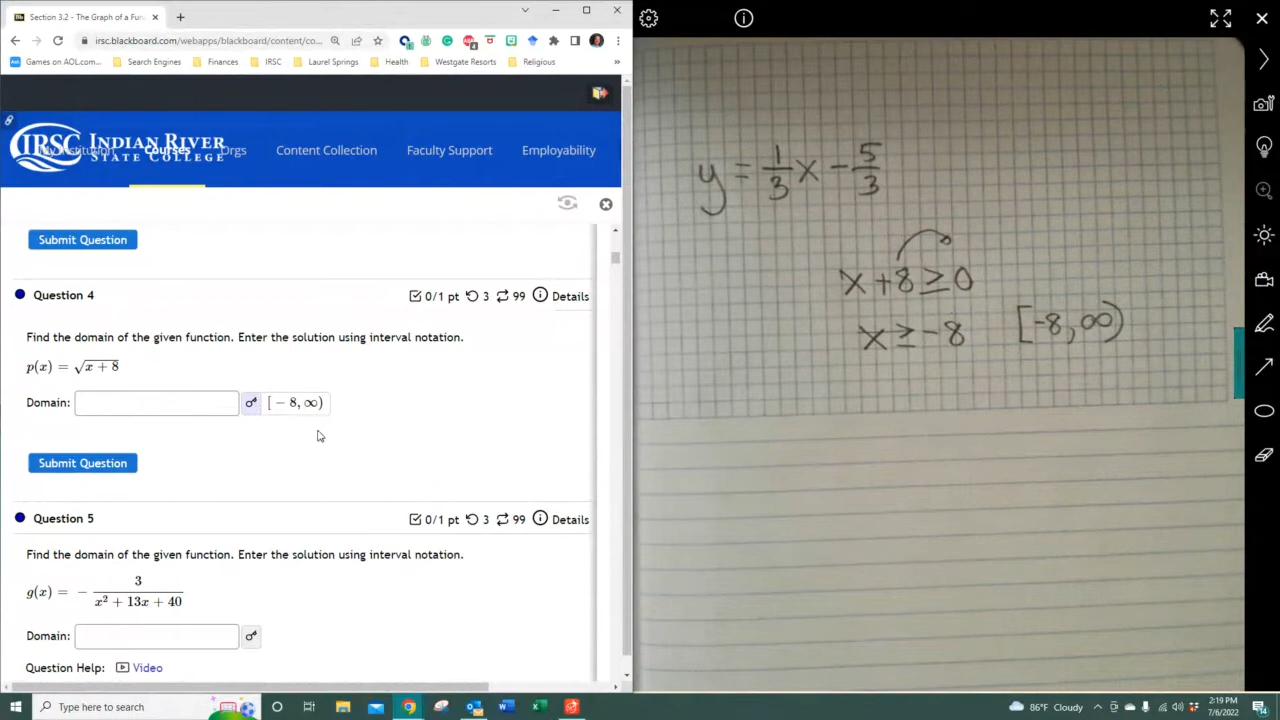 Section 3.2 - The Graph of a Fun
irsc.blackboard.com/webapps/blackboard/content/co...
Games on AOL.com...
Search Engines
Finances
IRSC
Laurel Springs
Health
Westgate Resorts
Religious
»
IRSC INDIAN RIVER
STATE COLLEGE
My Institution
Courses
Orgs
Content Collection
Faculty Support
Employability
Submit Question
Question 4
0/1 pt 3 99 Details
Find the domain of the given function. Enter the solution using interval notation.
p(x) = √(x + 8)
Domain:
[ − 8, ∞)
Submit Question
Question 5
0/1 pt 3 99 Details
Find the domain of the given function. Enter the solution using interval notation.
g(x) = − 3 / (x² + 13x + 40)
Domain:
Question Help: Video
y = 1/3 x − 5/3
x + 8 ≥ 0
x ≥ −8 [−8, ∞)
Type here to search
86°F Cloudy
2:19 PM
7/6/2022